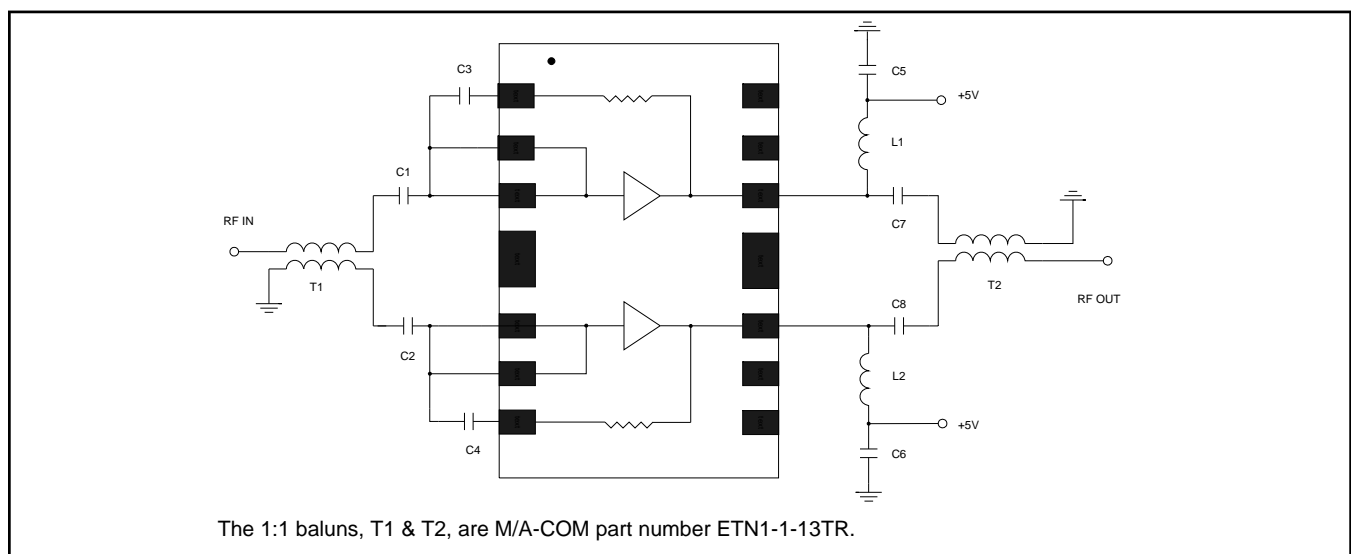 C3
C5
+5V
L1
C1
C7
RF IN
T1
T2
RF OUT
C8
C2
L2
C4
+5V
C6
The 1:1 baluns, T1 & T2, are M/A-COM part number ETN1-1-13TR.